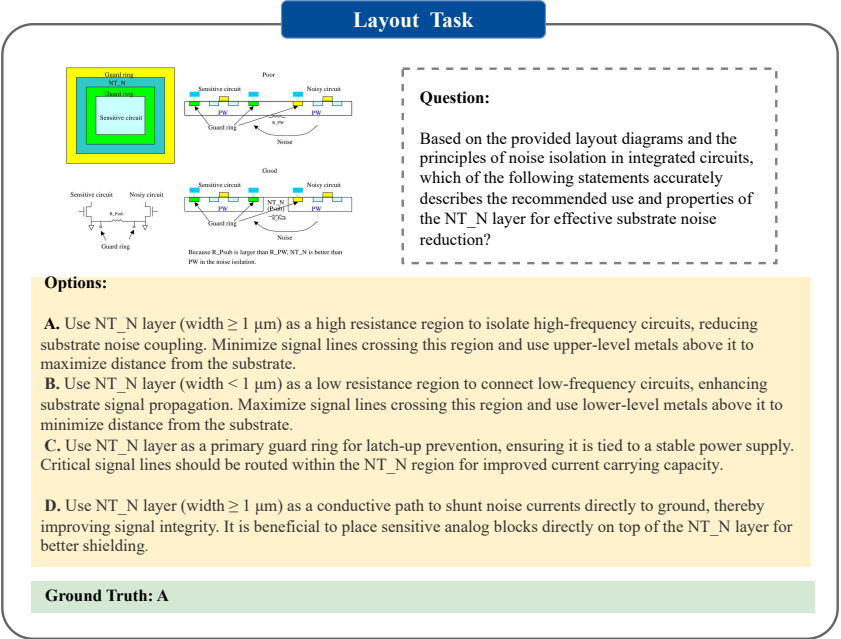 Layout Task
Guard ring
NT_N
Guard ring
Sensitive circuit
Poor
Sensitive circuit
Noisy circuit
PW
PW
R_PW
Guard ring
Noise
Good
Sensitive circuit
Noisy circuit
NT_N
(Psub)
PW
PW
R_Psub
Guard ring
Noise
Because R_Psub is larger than R_PW, NT_N is better than
PW in the noise isolation.
Sensitive circuit
Noisy circuit
R_Psub
Guard ring
Question:
Based on the provided layout diagrams and the
principles of noise isolation in integrated circuits,
which of the following statements accurately
describes the recommended use and properties of
the NT_N layer for effective substrate noise
reduction?
Options:
A. Use NT_N layer (width ≥ 1 μm) as a high resistance region to isolate high-frequency circuits, reducing
substrate noise coupling. Minimize signal lines crossing this region and use upper-level metals above it to
maximize distance from the substrate.
B. Use NT_N layer (width < 1 μm) as a low resistance region to connect low-frequency circuits, enhancing
substrate signal propagation. Maximize signal lines crossing this region and use lower-level metals above it to
minimize distance from the substrate.
C. Use NT_N layer as a primary guard ring for latch-up prevention, ensuring it is tied to a stable power supply.
Critical signal lines should be routed within the NT_N region for improved current carrying capacity.
D. Use NT_N layer (width ≥ 1 μm) as a conductive path to shunt noise currents directly to ground, thereby
improving signal integrity. It is beneficial to place sensitive analog blocks directly on top of the NT_N layer for
better shielding.
Ground Truth: A